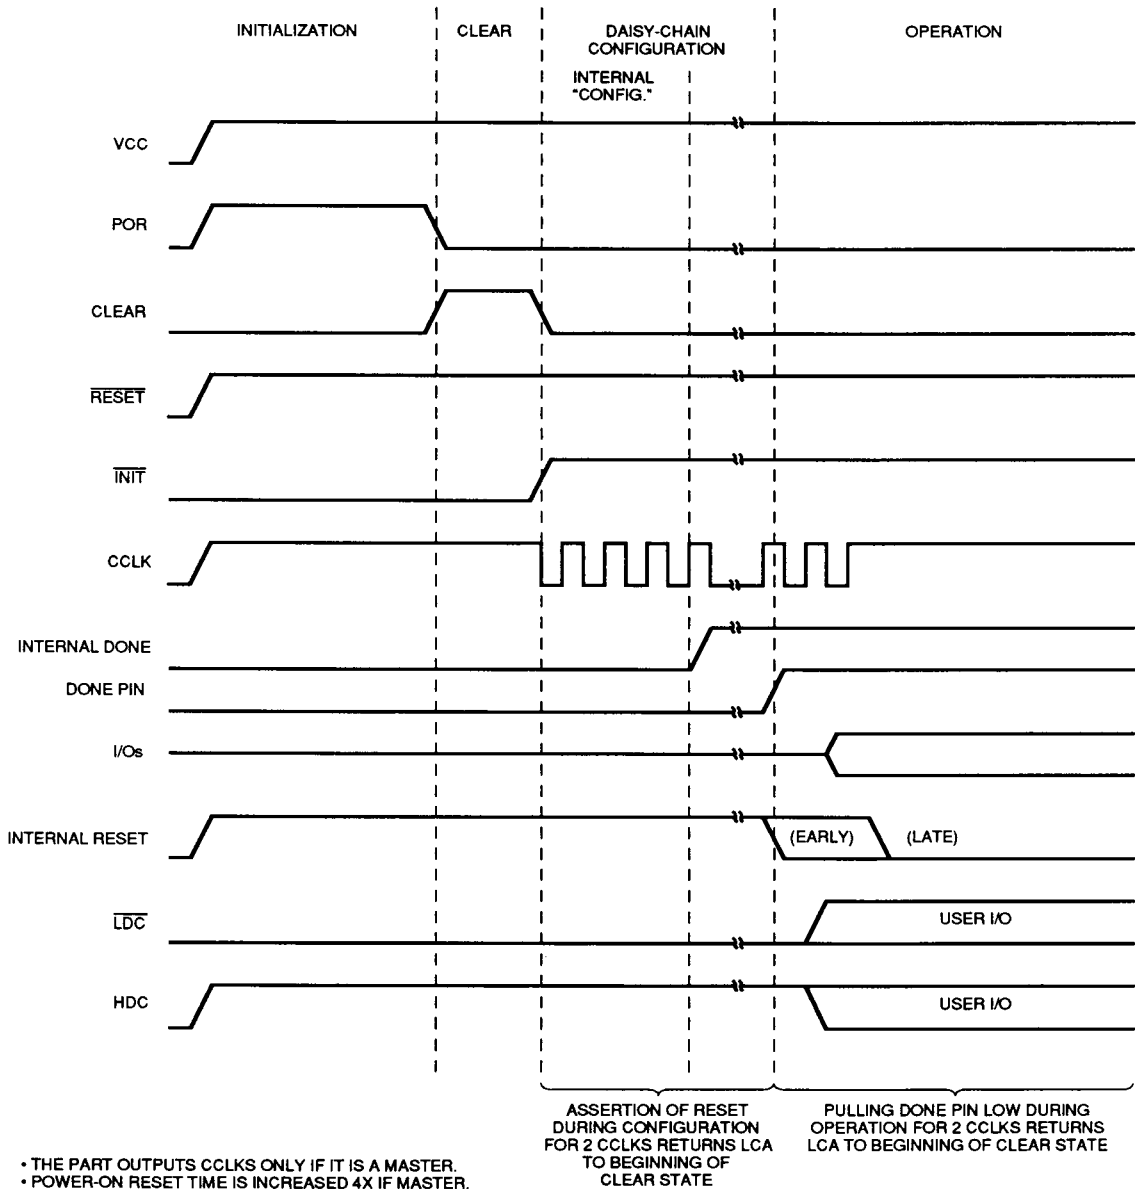 INITIALIZATION
CLEAR
DAISY-CHAIN
CONFIGURATION
OPERATION
INTERNAL
"CONFIG."
VCC
POR
CLEAR
RESET
INIT
CCLK
INTERNAL DONE
DONE PIN
I/Os
INTERNAL RESET
(EARLY)
(LATE)
LDC
USER I/O
HDC
USER I/O
ASSERTION OF RESET
DURING CONFIGURATION
FOR 2 CCLKS RETURNS LCA
TO BEGINNING OF
CLEAR STATE
PULLING DONE PIN LOW DURING
OPERATION FOR 2 CCLKS RETURNS
LCA TO BEGINNING OF CLEAR STATE
• THE PART OUTPUTS CCLKS ONLY IF IT IS A MASTER.
• POWER-ON RESET TIME IS INCREASED 4X IF MASTER.